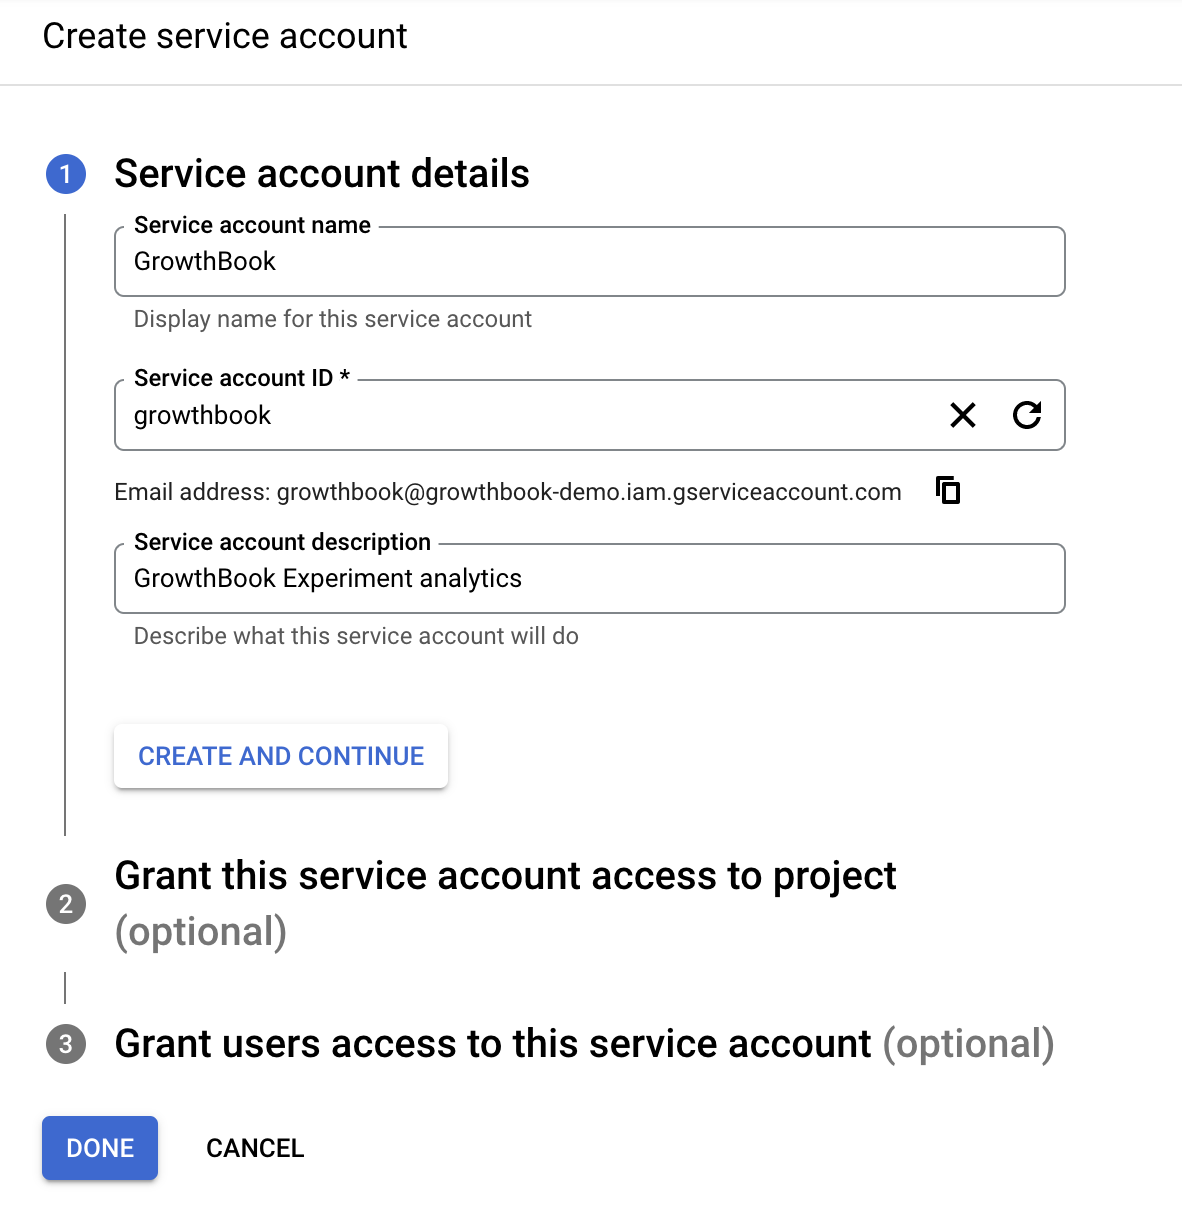 Create service account
1 Service account details
Service account name
GrowthBook
Display name for this service account
Service account ID *
growthbook
Email address: growthbook@growthbook-demo.iam.gserviceaccount.com
Service account description
GrowthBook Experiment analytics
Describe what this service account will do
CREATE AND CONTINUE
2 Grant this service account access to project
(optional)
3 Grant users access to this service account (optional)
DONE CANCEL